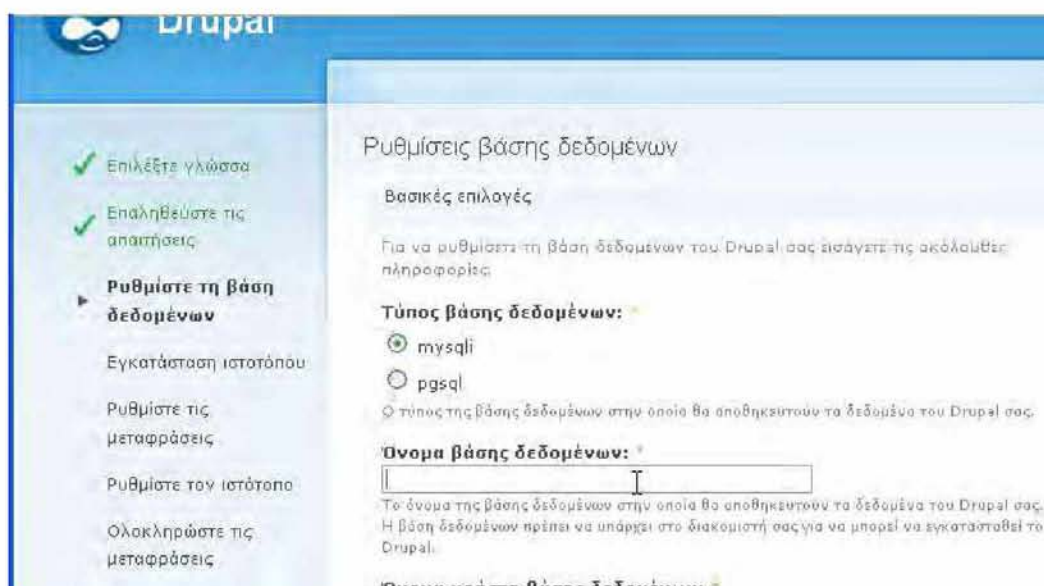 Drupal
Επιλέξτε γλώσσα
Επαληθεύστε τις
απαιτήσεις
Ρυθμίστε τη βάση
δεδομένων
Εγκατάσταση ιστοτόπου
Ρυθμίστε τις
μεταφράσεις
Ρυθμίστε τον ιστότοπο
Ολοκληρώστε τις
μεταφράσεις
Ρυθμίσεις βάσης δεδομένων
Βασικές επιλογές
Για να ρυθμίσετε τη βάση δεδομένων του Drupal σας εισάγετε τις ακόλουθες
πληροφορίες:
Τύπος βάσης δεδομένων: *
mysqli
pgsql
Ο τύπος της βάσης δεδομένων στην οποία θα αποθηκευτούν τα δεδομένα του Drupal σας.
Όνομα βάσης δεδομένων: *
Το όνομα της βάσης δεδομένων στην οποία θα αποθηκευτούν τα δεδομένα του Drupal σας.
Η βάση δεδομένων πρέπει να υπάρχει στο διακομιστή σας για να μπορεί να εγκατασταθεί το
Drupal.
Όνομα χρήστη βάσης δεδομένων: *